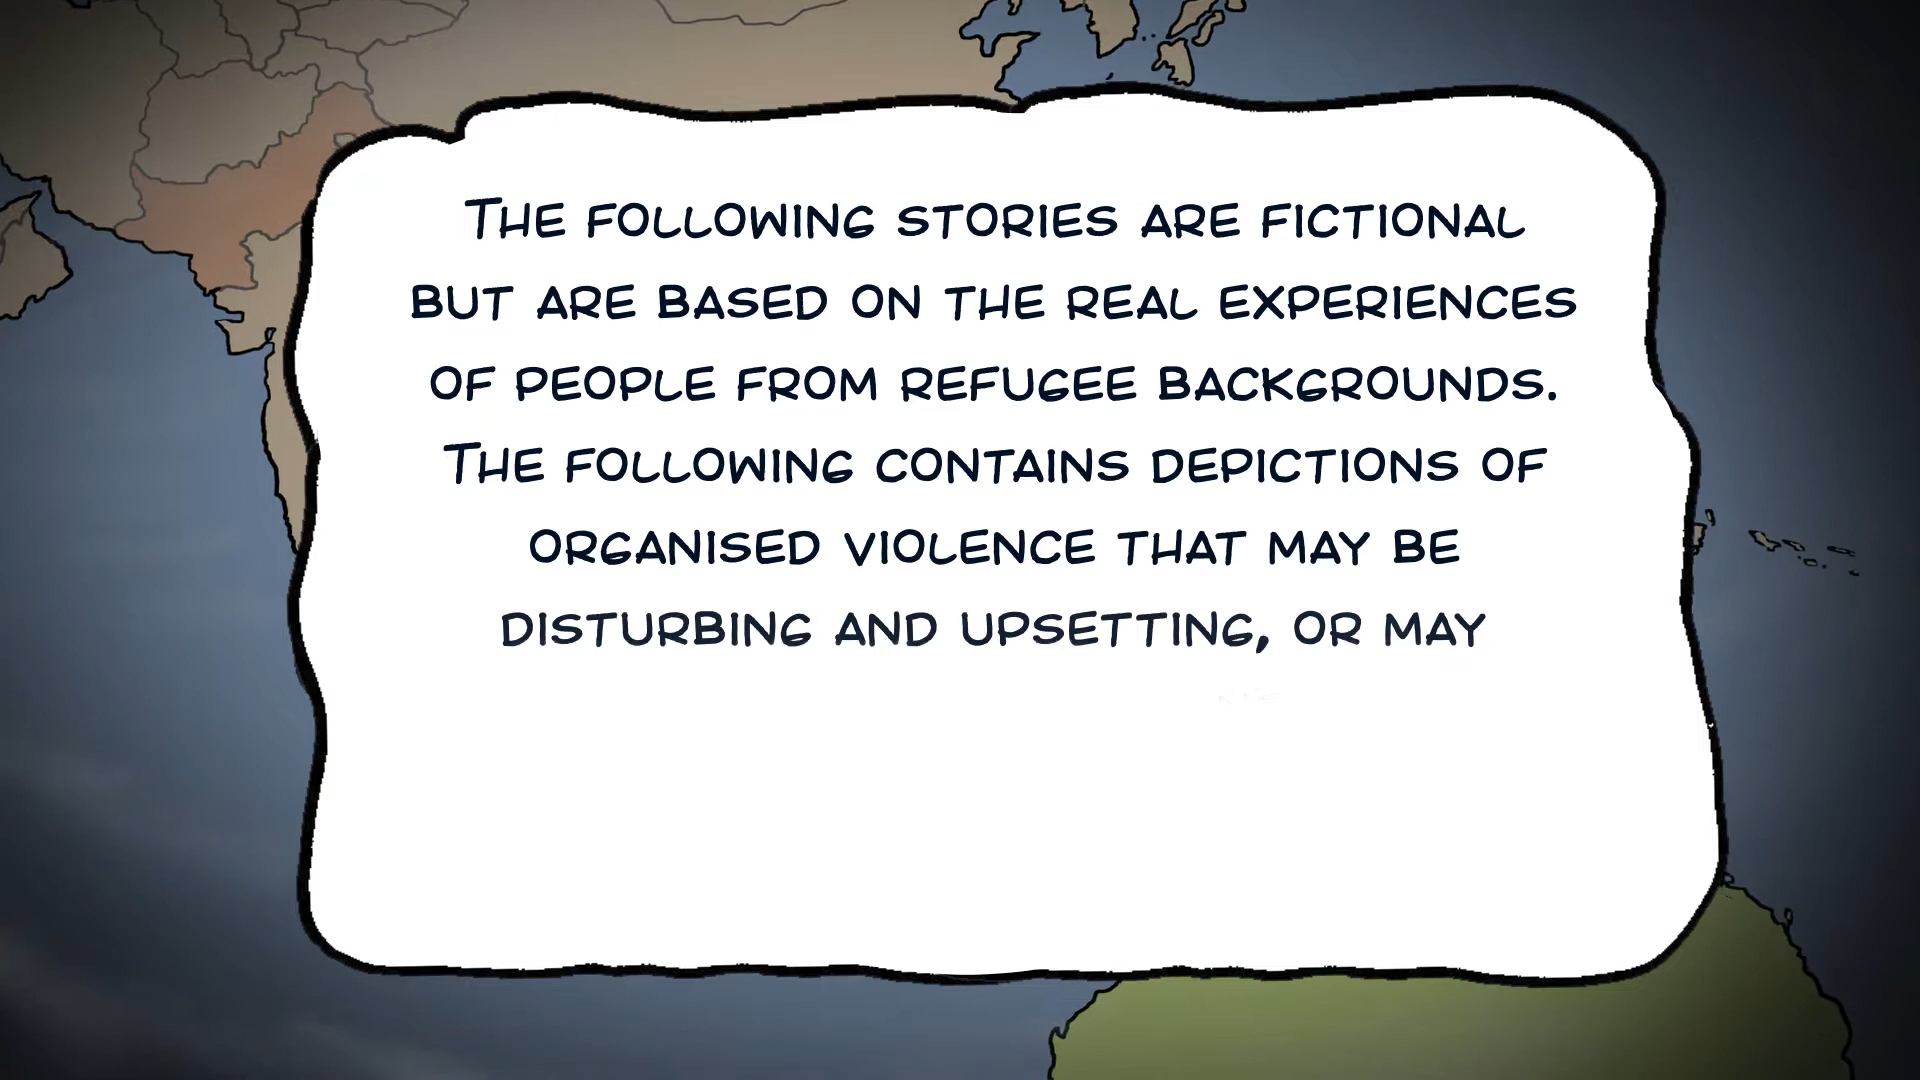 THE FOLLOWING STORIES ARE FICTIONAL
BUT ARE BASED ON THE REAL EXPERIENCES
OF PEOPLE FROM REFUGEE BACKGROUNDS.
THE FOLLOWING CONTAINS DEPICTIONS OF
ORGANISED VIOLENCE THAT MAY BE
DISTURBING AND UPSETTING, OR MAY